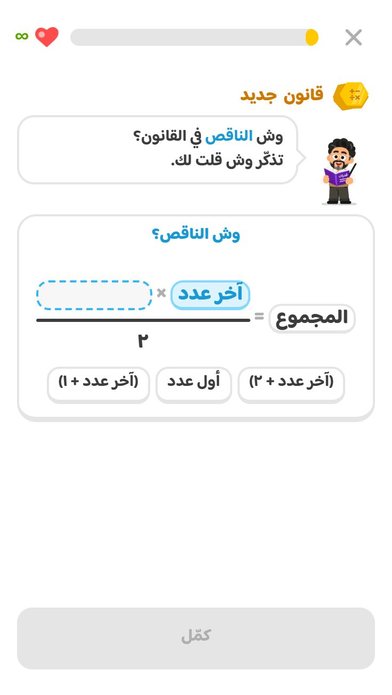 ∞
قانون جديد
وش الناقص في القانون؟
تذكّر وش قلت لك.
وش الناقص؟
المجموع = آخر عدد ×
٢
(آخر عدد + ٢) أول عدد (آخر عدد + ١)
كمّل